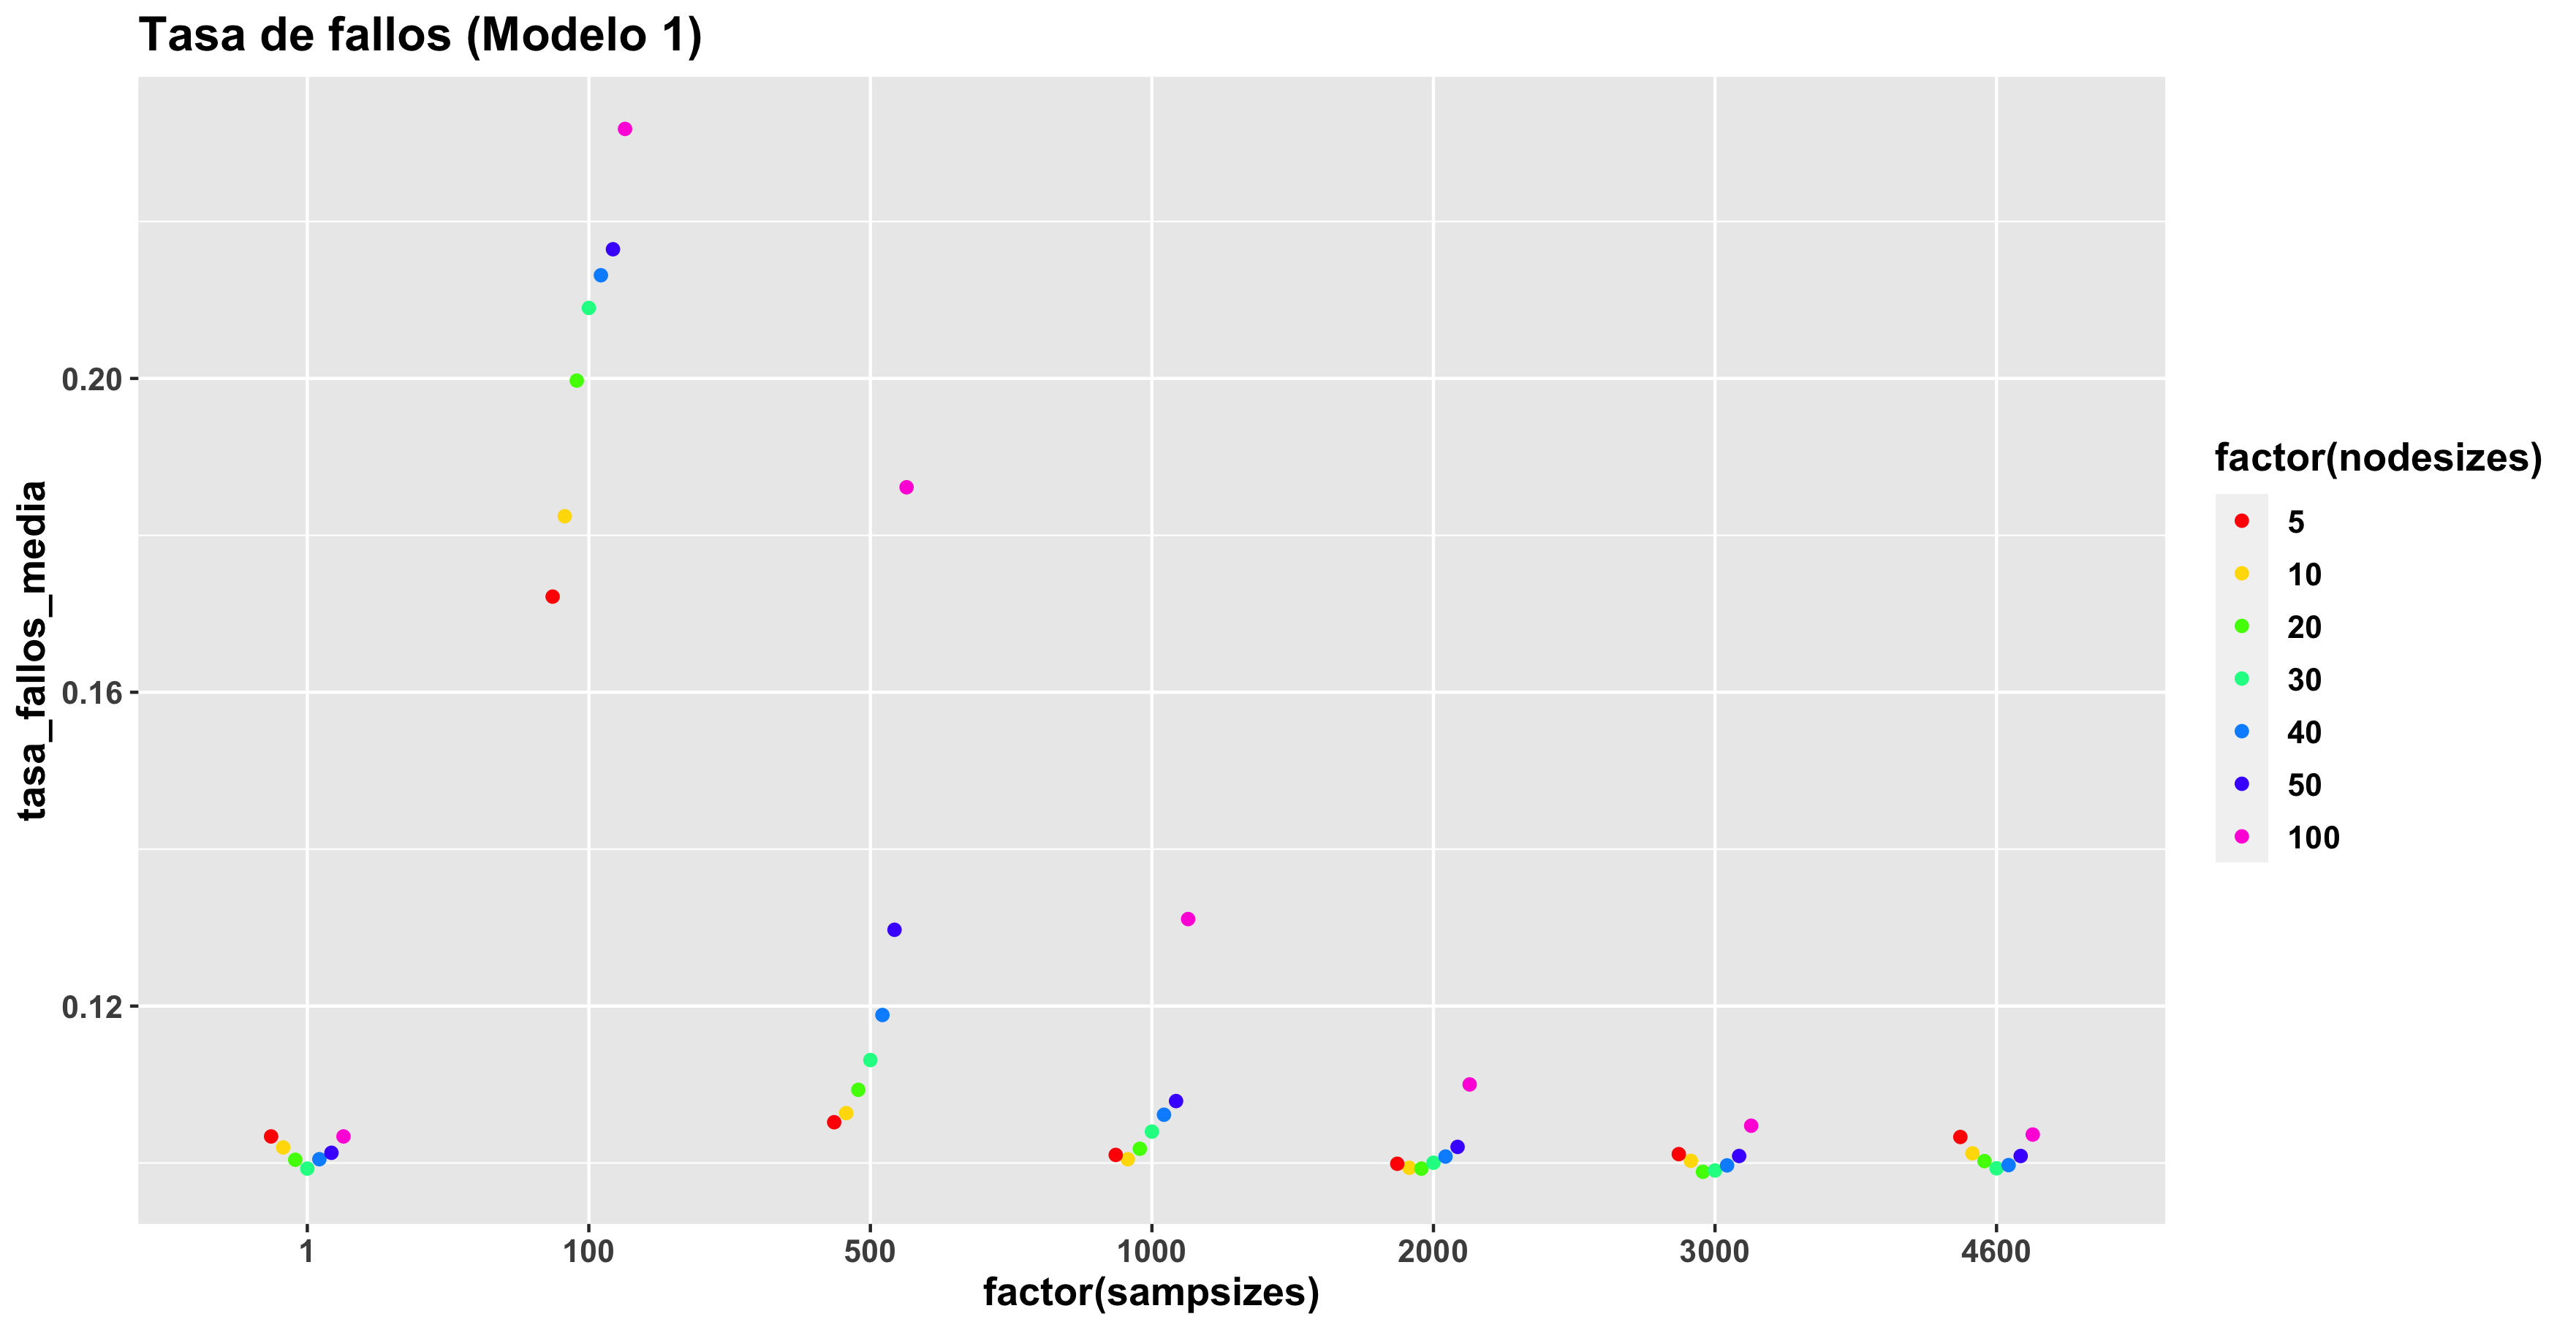 Tasa de fallos (Modelo 1)
tasa_fallos_media
0.20
0.16
0.12
1 100 500 1000 2000 3000 4600
factor(sampsizes)
factor(nodesizes)
5
10
20
30
40
50
100